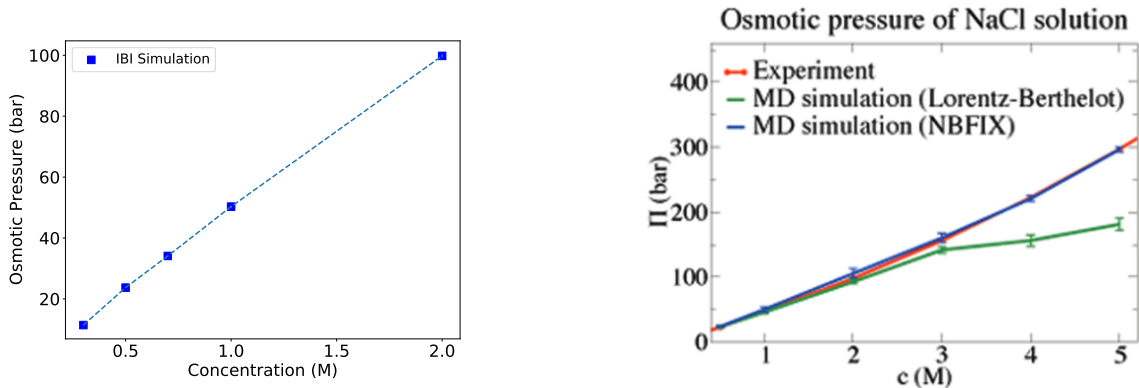 IBI Simulation
100
80
60
40
20
Osmotic Pressure (bar)
0.5 1.0 1.5 2.0
Concentration (M)
Osmotic pressure of NaCl solution
Experiment
MD simulation (Lorentz-Berthelot)
MD simulation (NBFIX)
400
300
200
100
0
Π (bar)
1 2 3 4 5
c (M)